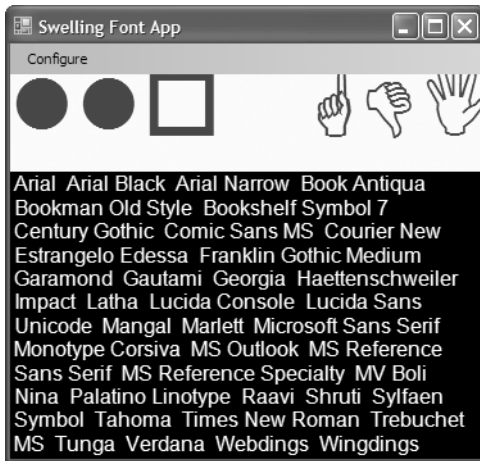 Swelling Font App
Configure
Arial Arial Black Arial Narrow Book Antiqua
Bookman Old Style Bookshelf Symbol 7
Century Gothic Comic Sans MS Courier New
Estrangelo Edessa Franklin Gothic Medium
Garamond Gautami Georgia Haettenschweiler
Impact Latha Lucida Console Lucida Sans
Unicode Mangal Marlett Microsoft Sans Serif
Monotype Corsiva MS Outlook MS Reference
Sans Serif MS Reference Specialty MV Boli
Nina Palatino Linotype Raavi Shruti Sylfaen
Symbol Tahoma Times New Roman Trebuchet
MS Tunga Verdana Webdings Wingdings